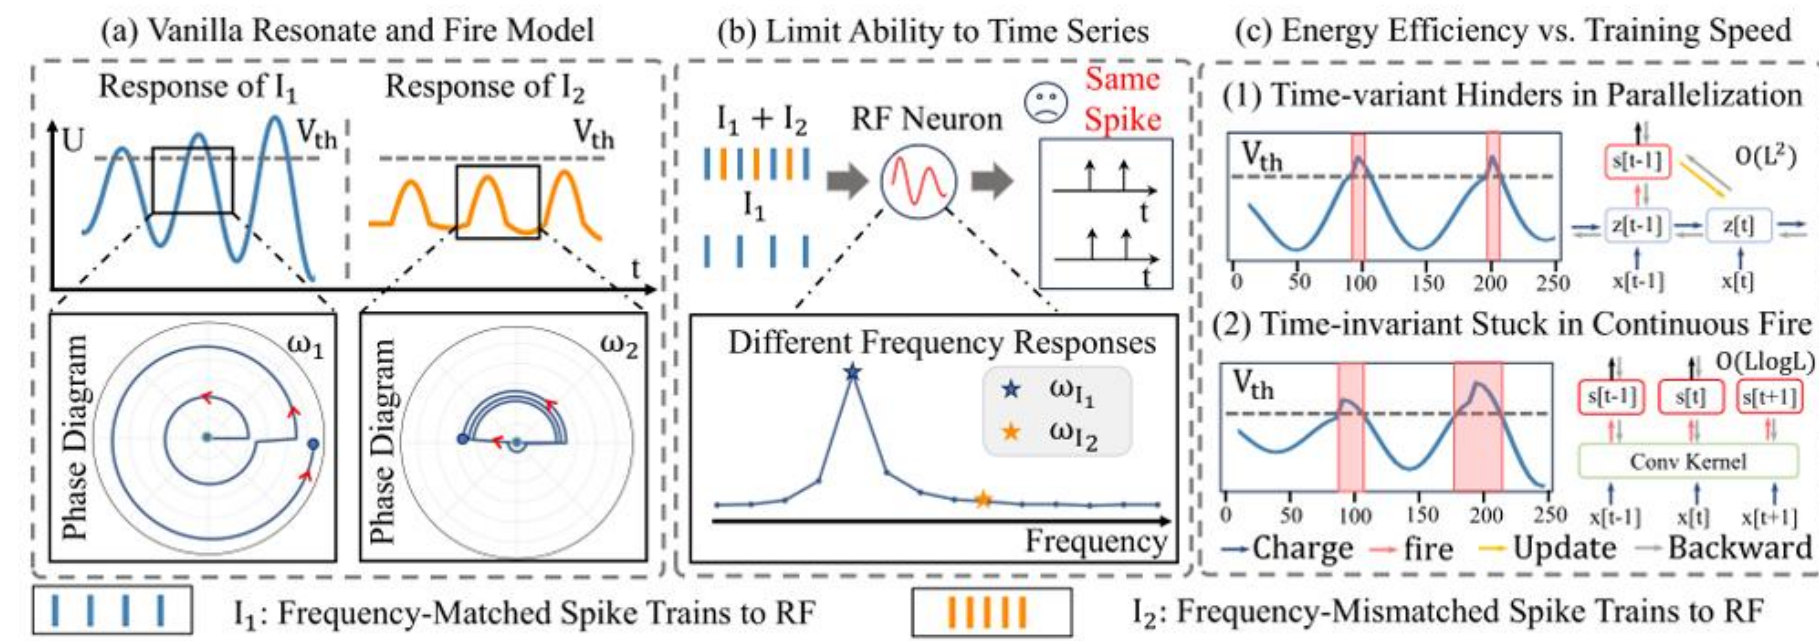 (a) Vanilla Resonate and Fire Model
Response of I₁
Response of I₂
U
Vth
Vth
t
Phase Diagram
ω₁
Phase Diagram
ω₂
(b) Limit Ability to Time Series
I₁ + I₂
RF Neuron
Same
Spike
I₁
t
t
Different Frequency Responses
ωI₁
ωI₂
Frequency
(c) Energy Efficiency vs. Training Speed
(1) Time-variant Hinders in Parallelization
Vth
0 50 100 150 200 250
s[t-1]
O(L²)
z[t-1]
z[t]
x[t-1]
x[t]
(2) Time-invariant Stuck in Continuous Fire
Vth
0 50 100 150 200 250
O(LlogL)
s[t-1] s[t] s[t+1]
Conv Kernel
x[t-1] x[t] x[t+1]
Charge fire Update Backward
I₁: Frequency-Matched Spike Trains to RF
I₂: Frequency-Mismatched Spike Trains to RF